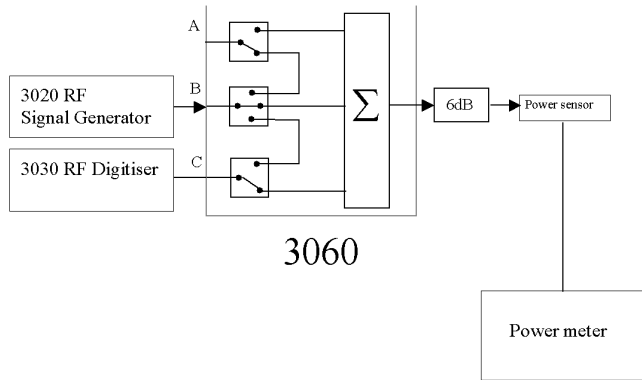 A
3020 RF
Signal Generator
B
3030 RF Digitiser
C
Σ
6dB
Power sensor
3060
Power meter